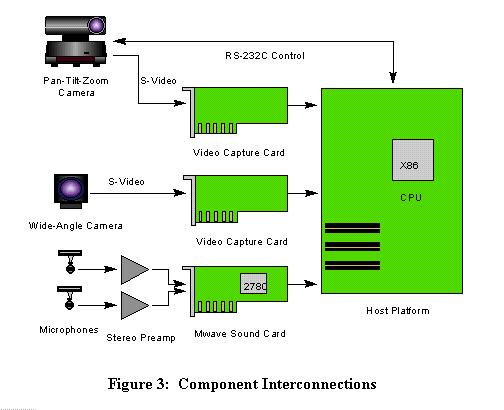 RS-232C Control
Pan-Tilt-Zoom
Camera
S-Video
Video Capture Card
X86
CPU
S-Video
Wide-Angle Camera
Video Capture Card
2780
Microphones
Stereo Preamp
Mwave Sound Card
Host Platform
Figure 3: Component Interconnections